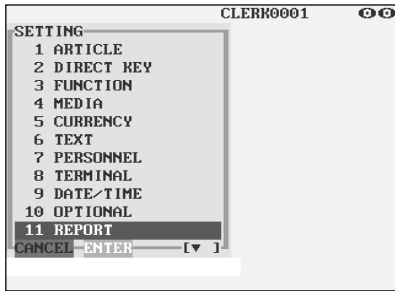 CLERK0001
SETTING
1 ARTICLE
2 DIRECT KEY
3 FUNCTION
4 MEDIA
5 CURRENCY
6 TEXT
7 PERSONNEL
8 TERMINAL
9 DATE/TIME
10 OPTIONAL
11 REPORT
CANCEL ENTER [▼ ]